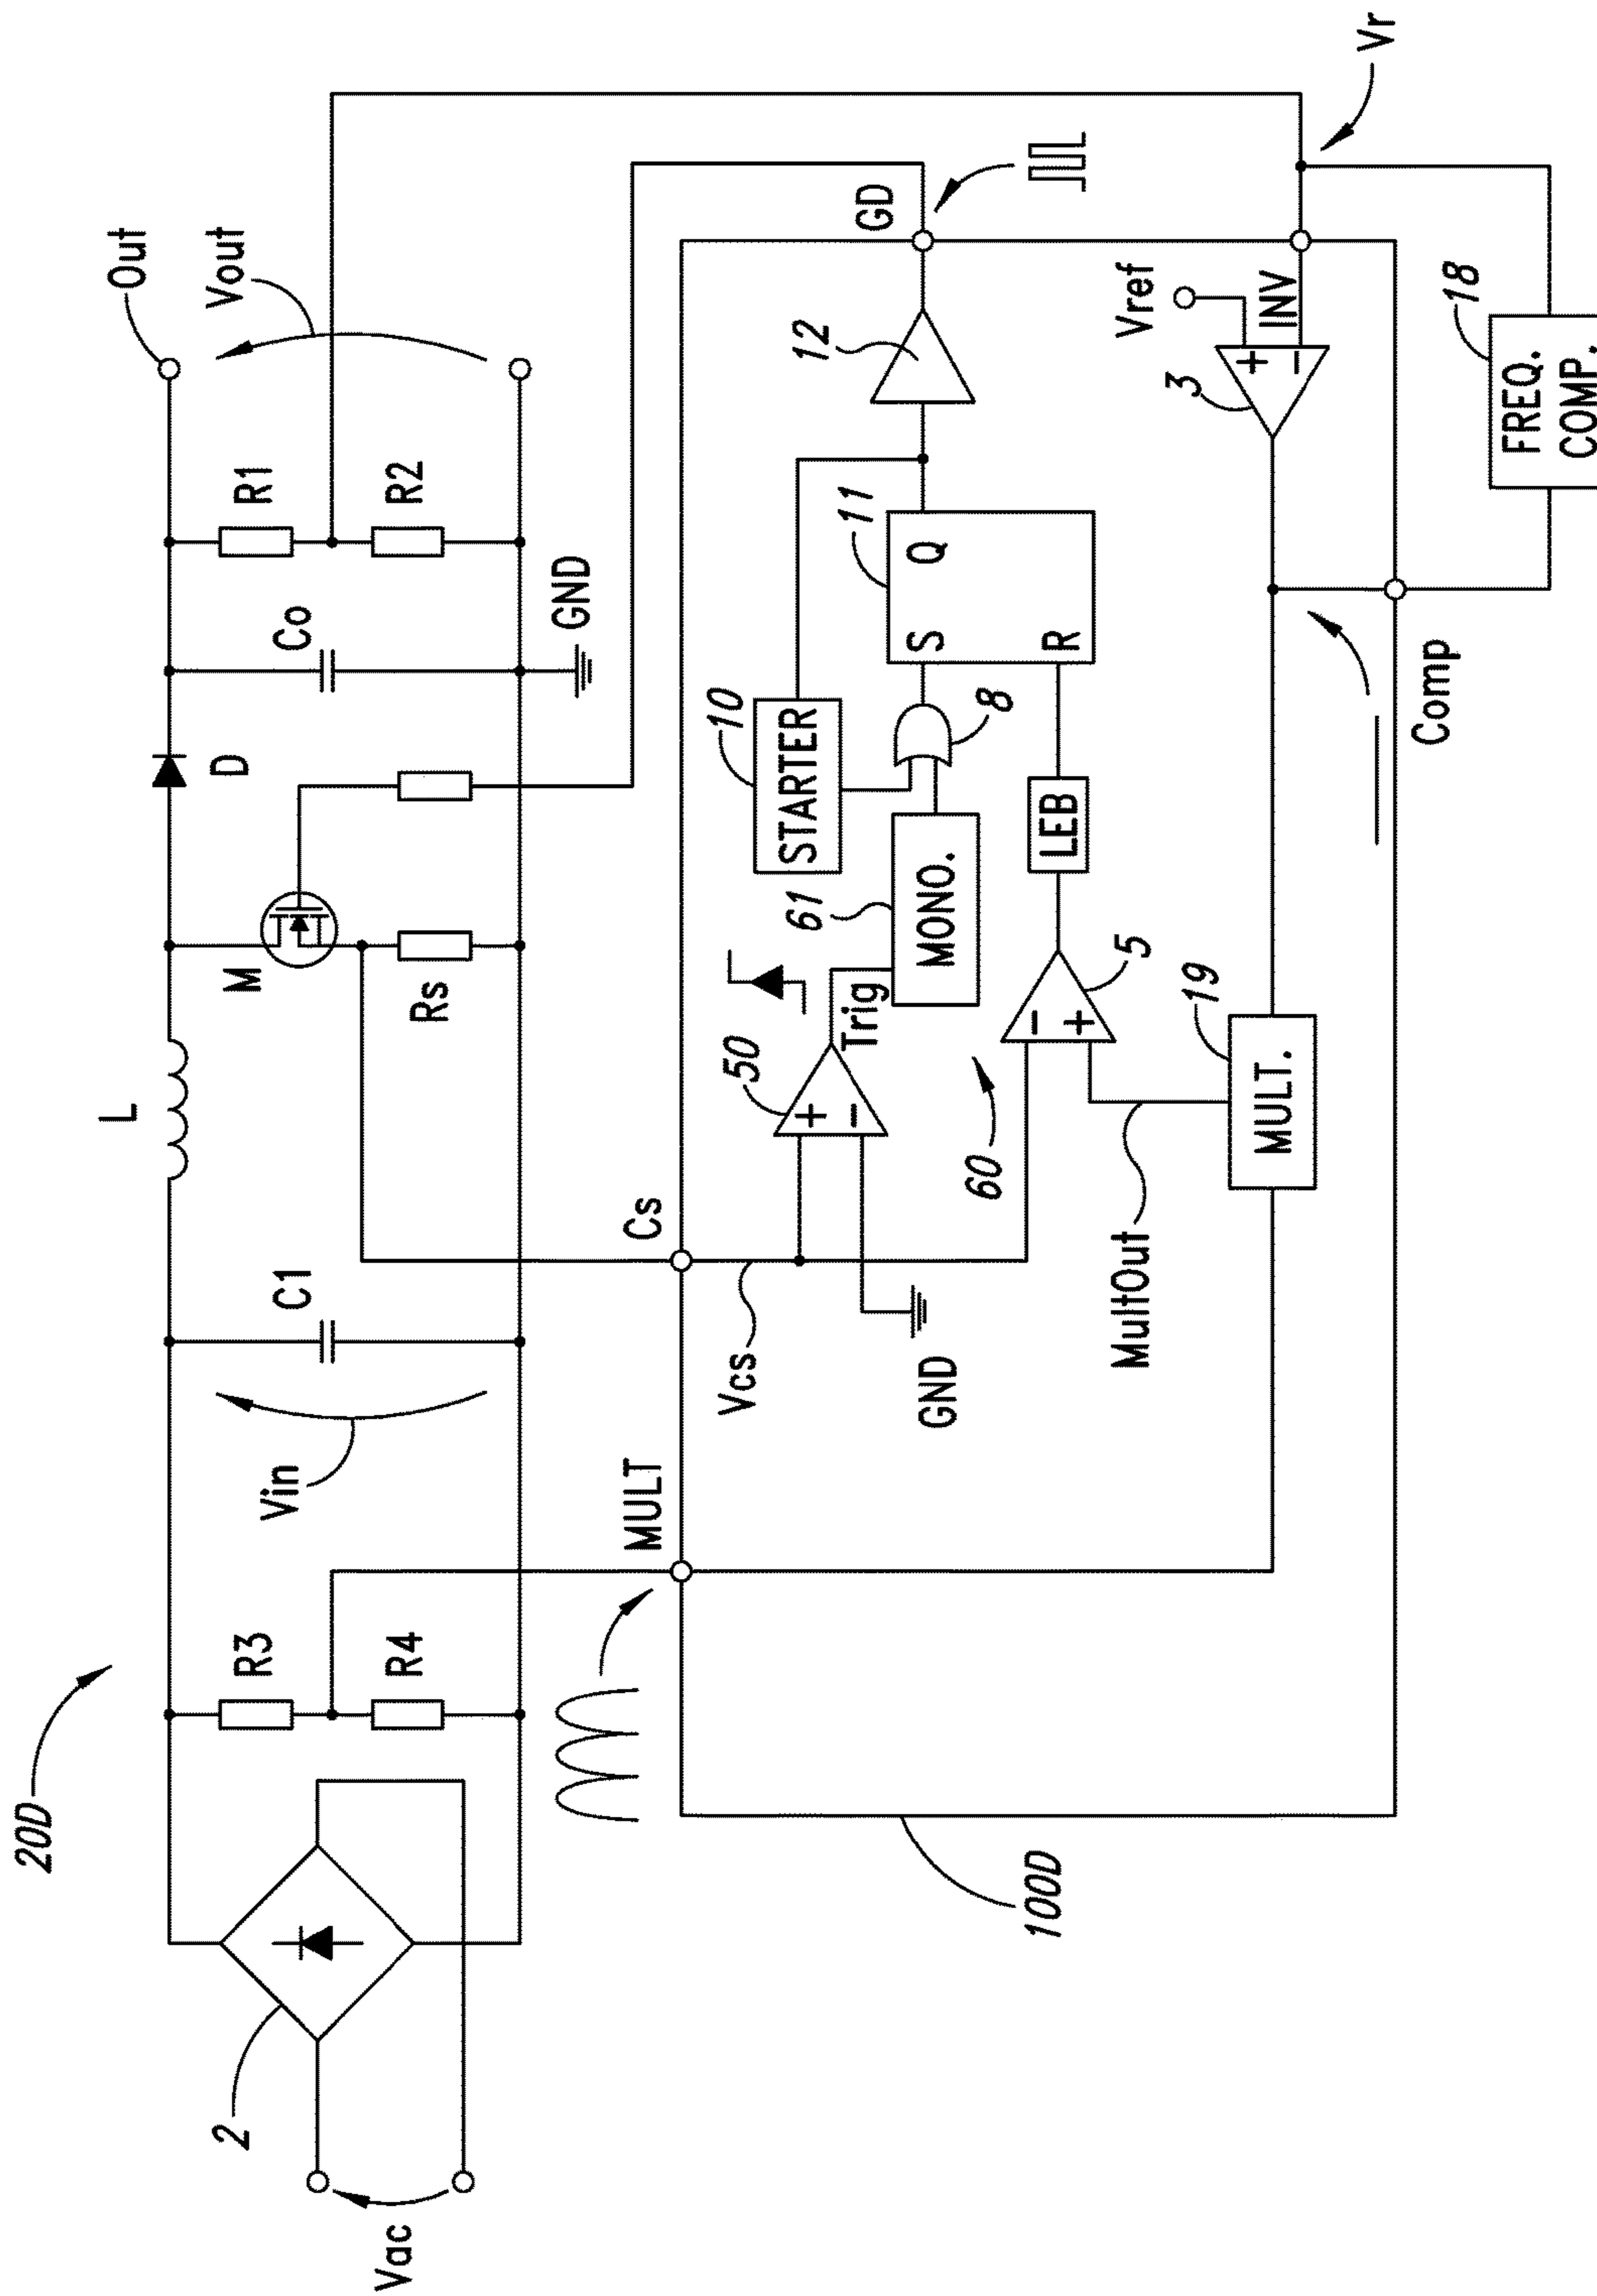 20D
L
M
D
Out
Vout
R1
R2
Co
GND
Rs
C1
Vin
R3
R4
2
Vac
MULT
Cs
GD
Vcs
50
+
−
Trig
GND
61
MONO.
10
STARTER
8
11
S
Q
R
12
LEB
60
5
−
+
MultOut
19
MULT.
Vref
3
+
−
INV
Vr
Comp
18
FREQ.
COMP.
100D